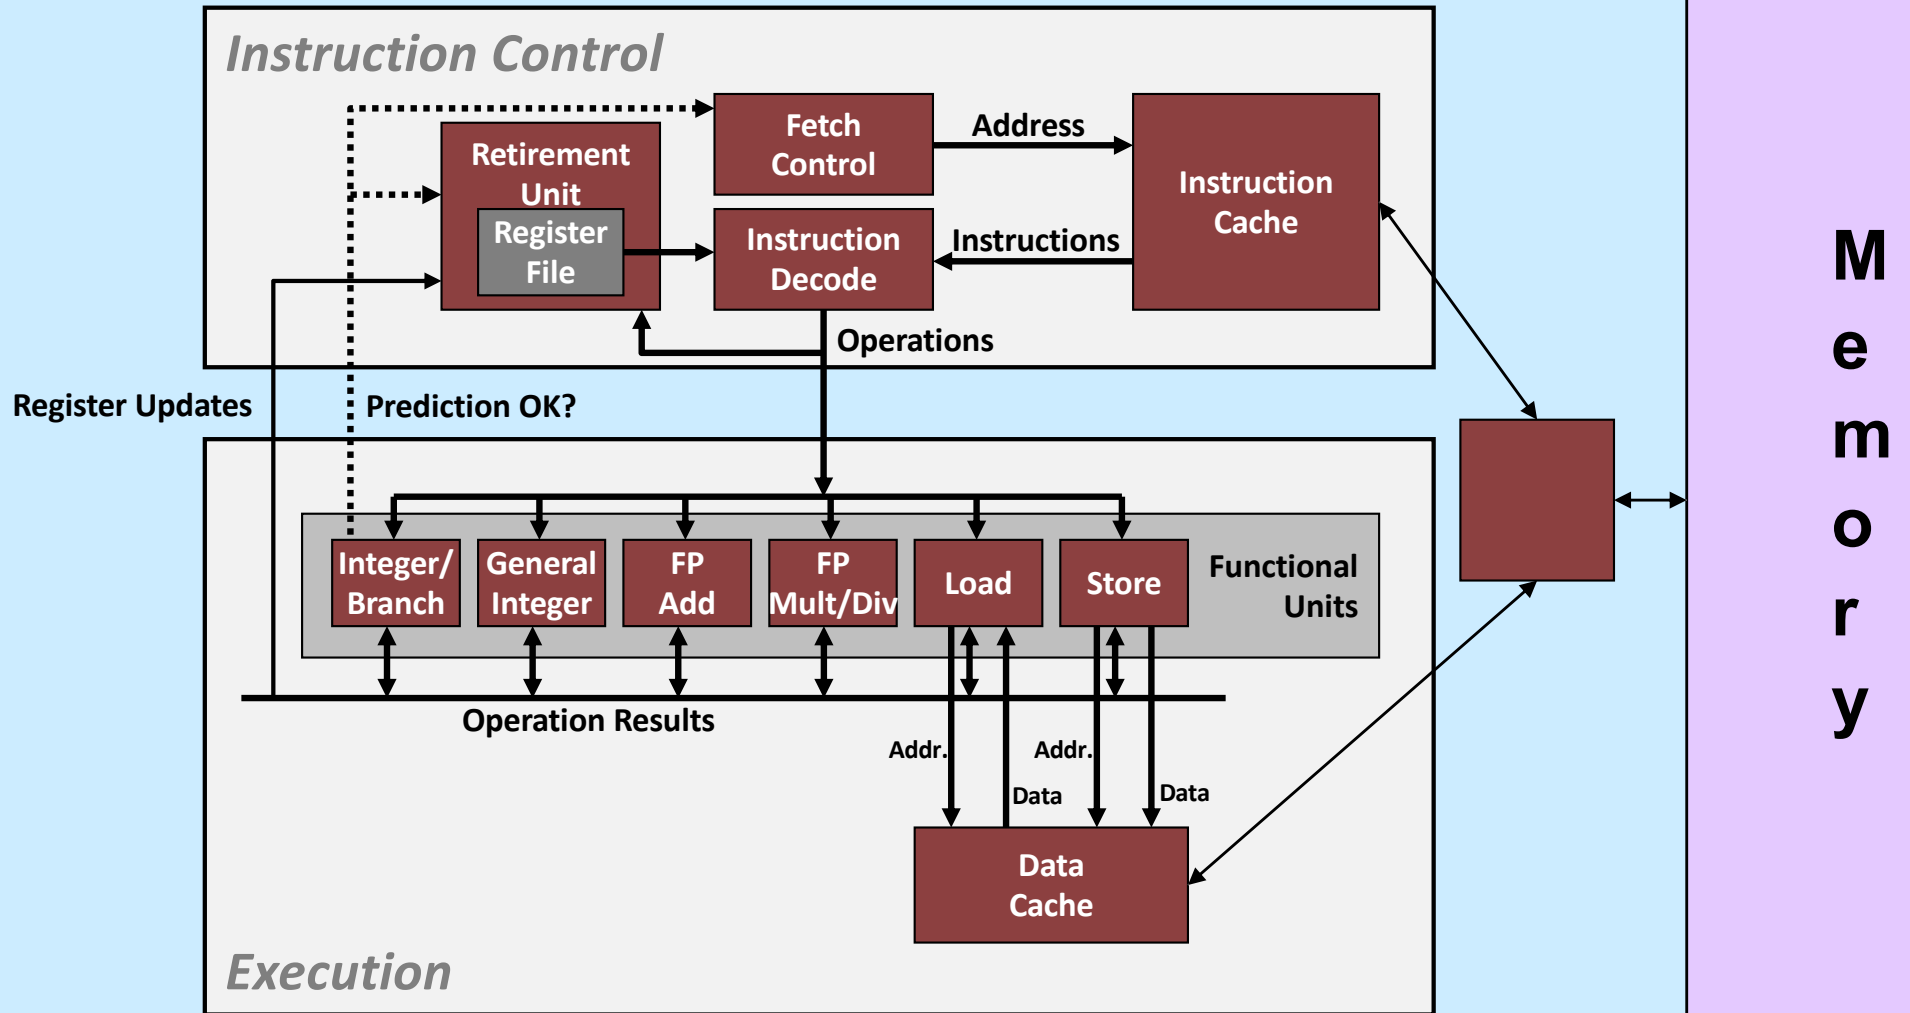 Instruction Control
Fetch
Control
Address
Instruction
Cache
Retirement
Unit
Register
File
Instruction
Decode
Instructions
Operations
Register Updates
Prediction OK?
Integer/
Branch
General
Integer
FP
Add
FP
Mult/Div
Load
Store
Functional
Units
Operation Results
Addr.
Addr.
Data
Data
Data
Cache
Execution
M
e
m
o
r
y